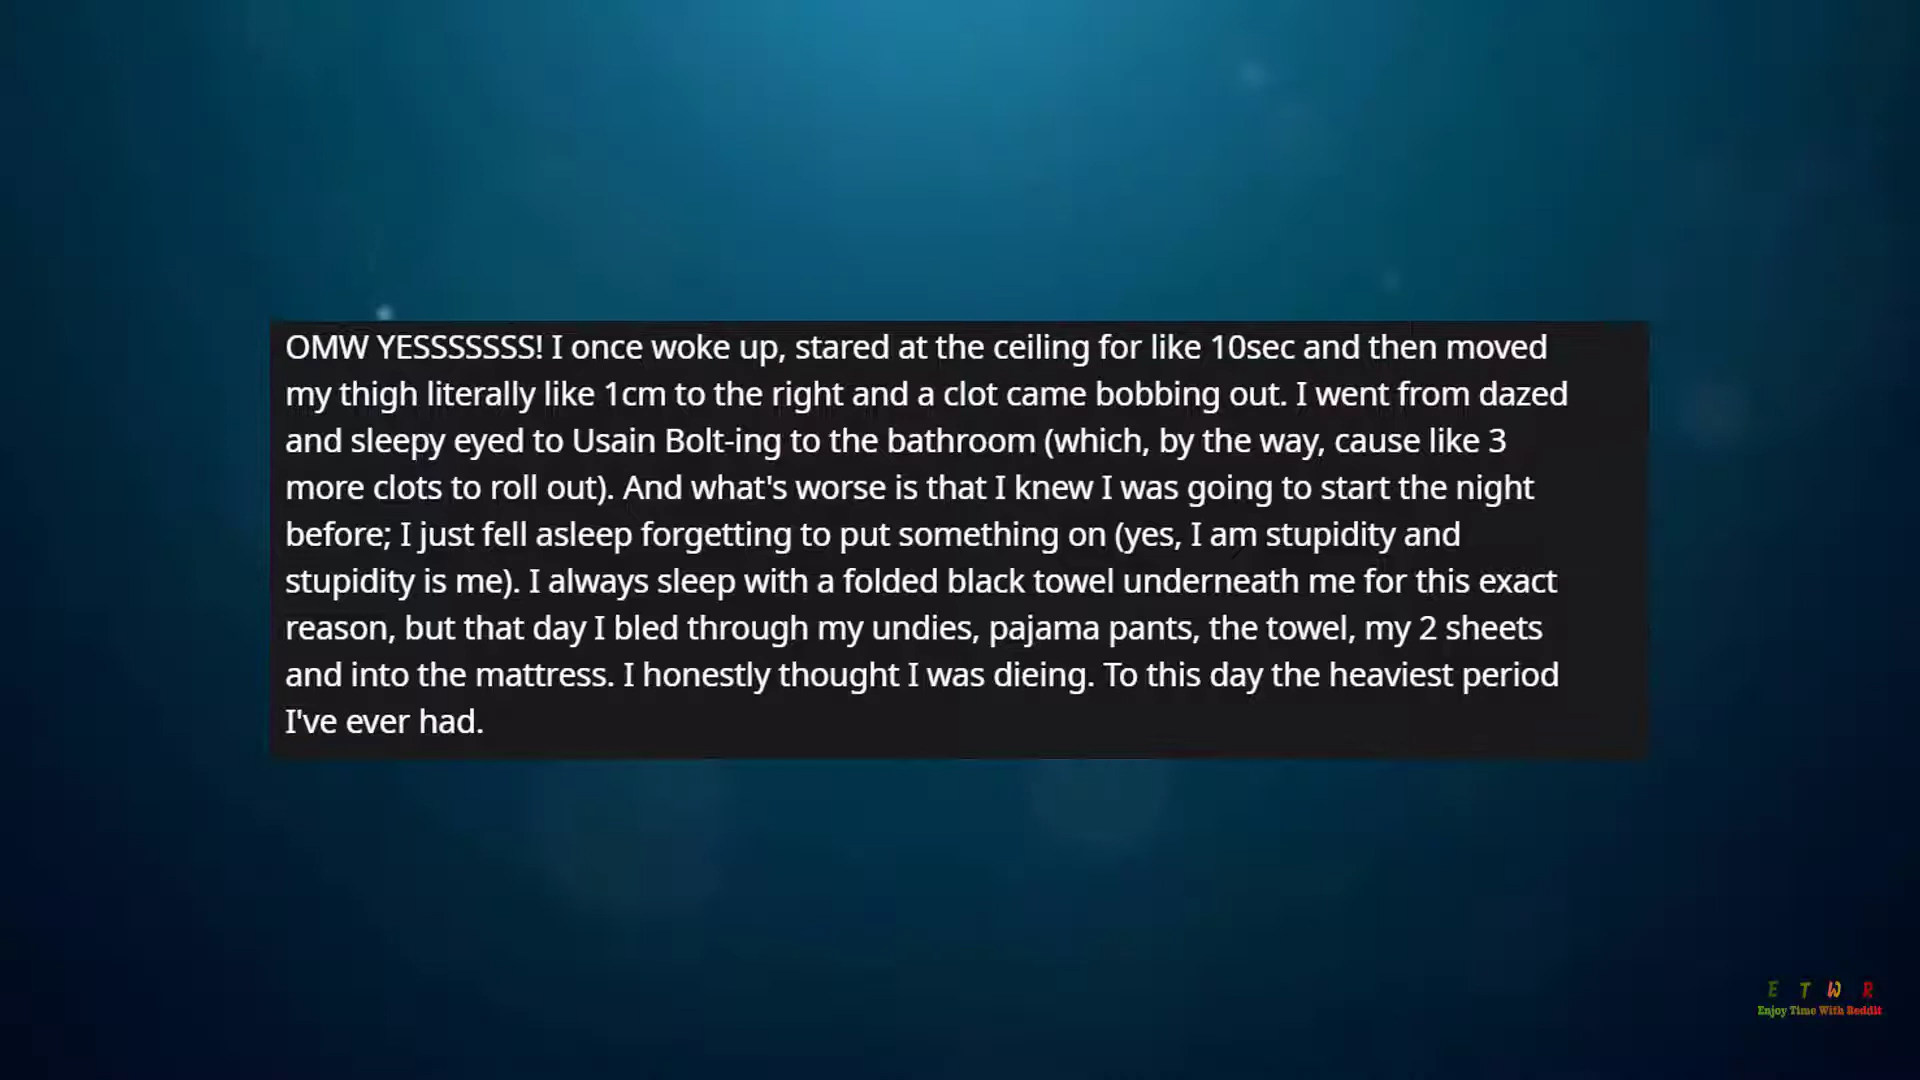 OMW YESSSSSSS! I once woke up, stared at the ceiling for like 10sec and then moved
my thigh literally like 1cm to the right and a clot came bobbing out. I went from dazed
and sleepy eyed to Usain Bolt-ing to the bathroom (which, by the way, cause like 3
more clots to roll out). And what's worse is that I knew I was going to start the night
before; I just fell asleep forgetting to put something on (yes, I am stupidity and
stupidity is me). I always sleep with a folded black towel underneath me for this exact
reason, but that day I bled through my undies, pajama pants, the towel, my 2 sheets
and into the mattress. I honestly thought I was dieing. To this day the heaviest period
I've ever had.
E T W R
Enjoy Time With Reddit